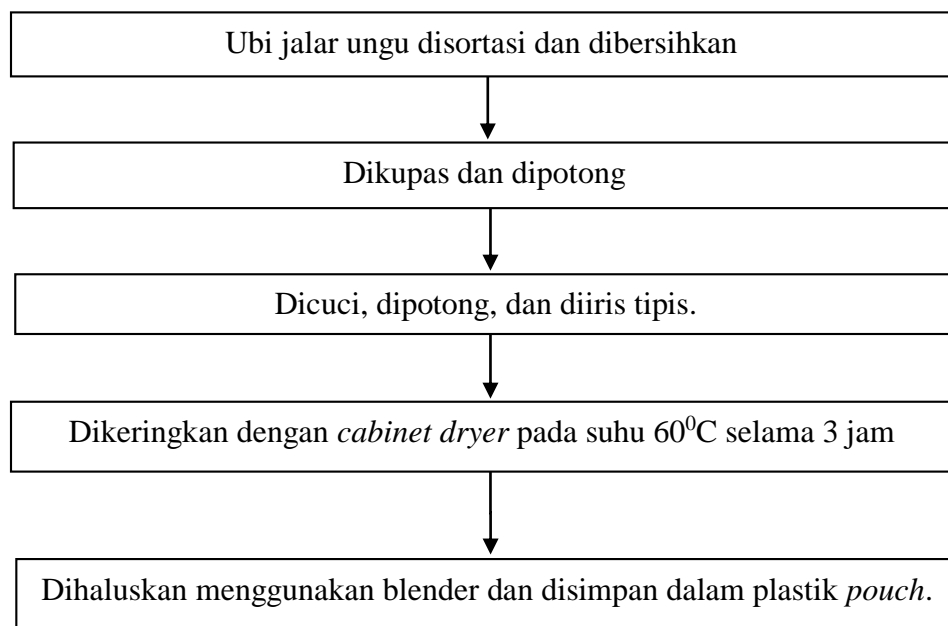 Ubi jalar ungu disortasi dan dibersihkan
Dikupas dan dipotong
Dicuci, dipotong, dan diiris tipis.
Dikeringkan dengan cabinet dryer pada suhu 60⁰C selama 3 jam
Dihaluskan menggunakan blender dan disimpan dalam plastik pouch.